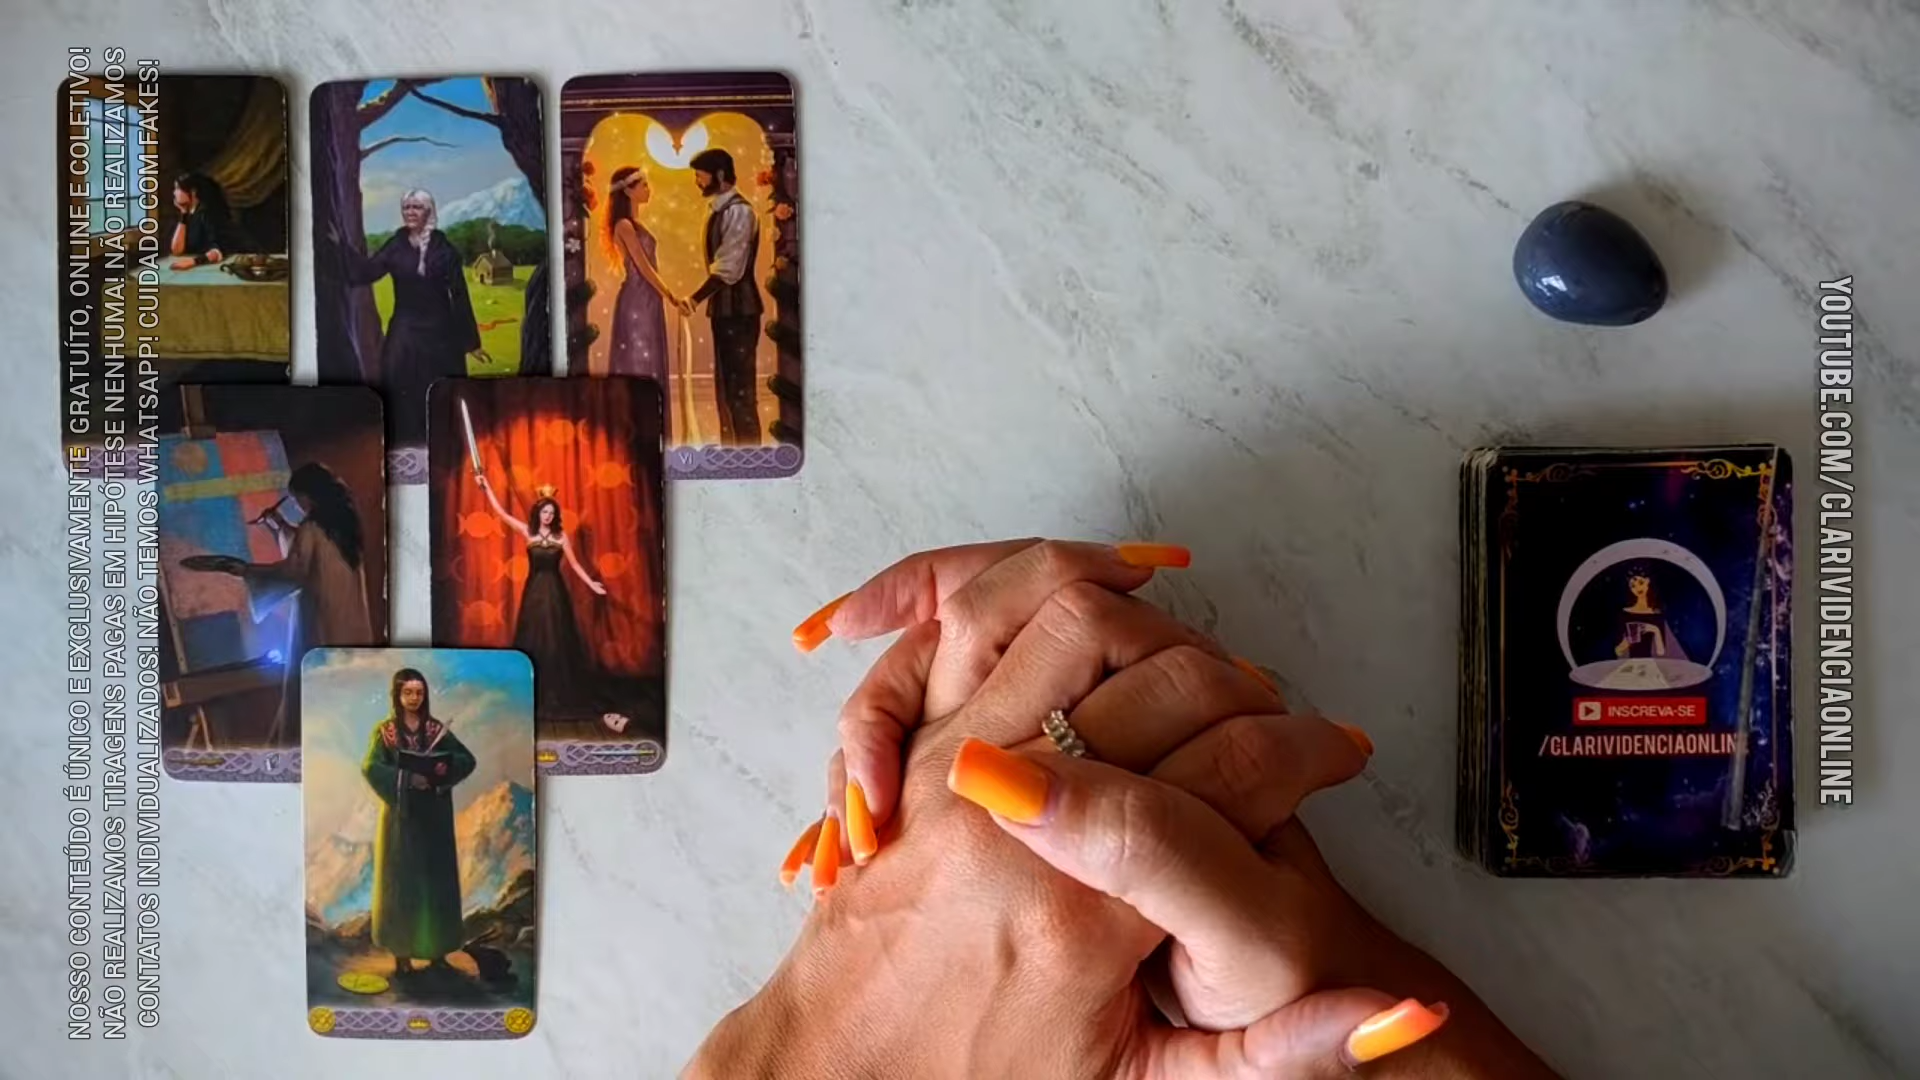 NOSSO CONTEÚDO É ÚNICO E EXCLUSIVAMENTE GRATUÍTO, ONLINE E COLETIVO!
NÃO REALIZAMOS TIRAGENS PAGAS EM HIPÓTESE NENHUMA! NÃO REALIZAMOS
CONTATOS INDIVIDUALIZADOS! NÃO TEMOS WHATSAPP! CUIDADO COM FAKES!
VI
INSCREVA-SE
/CLARIVIDENCIAONLINE
YOUTUBE.COM/CLARIVIDENCIAONLINE